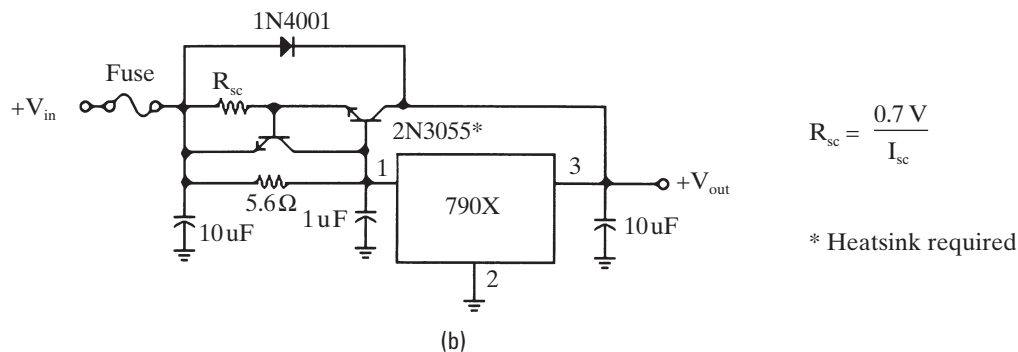 1N4001
Fuse
R_sc
+V_in
2N3055*
R_sc = 0.7 V / I_sc
1
3
+V_out
5.6 Ω
790X
10 uF
1 uF
10 uF
* Heatsink required
2
(b)